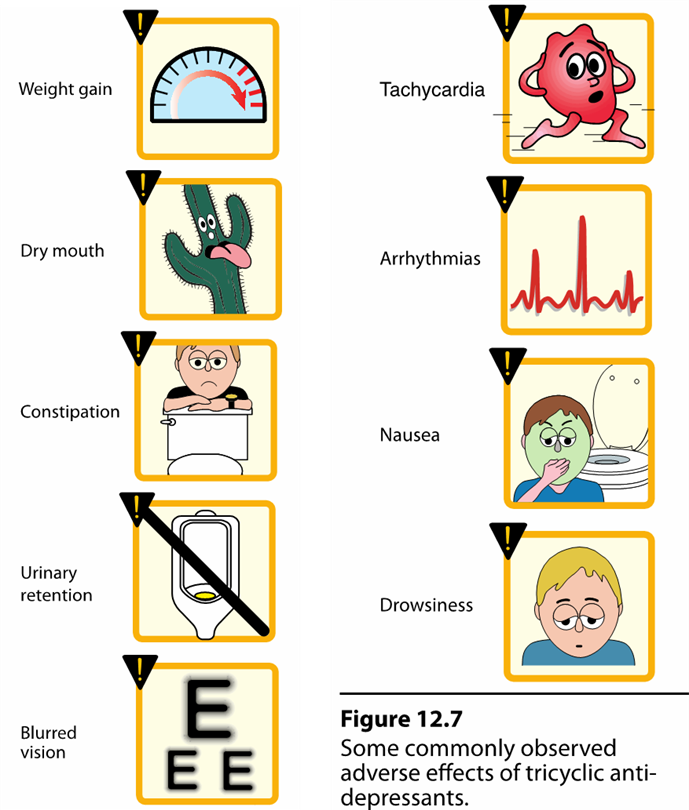 Weight gain
Dry mouth
Constipation
Urinary
retention
Blurred
vision
E
E E
Tachycardia
Arrhythmias
Nausea
Drowsiness
Figure 12.7
Some commonly observed
adverse effects of tricyclic anti-
depressants.